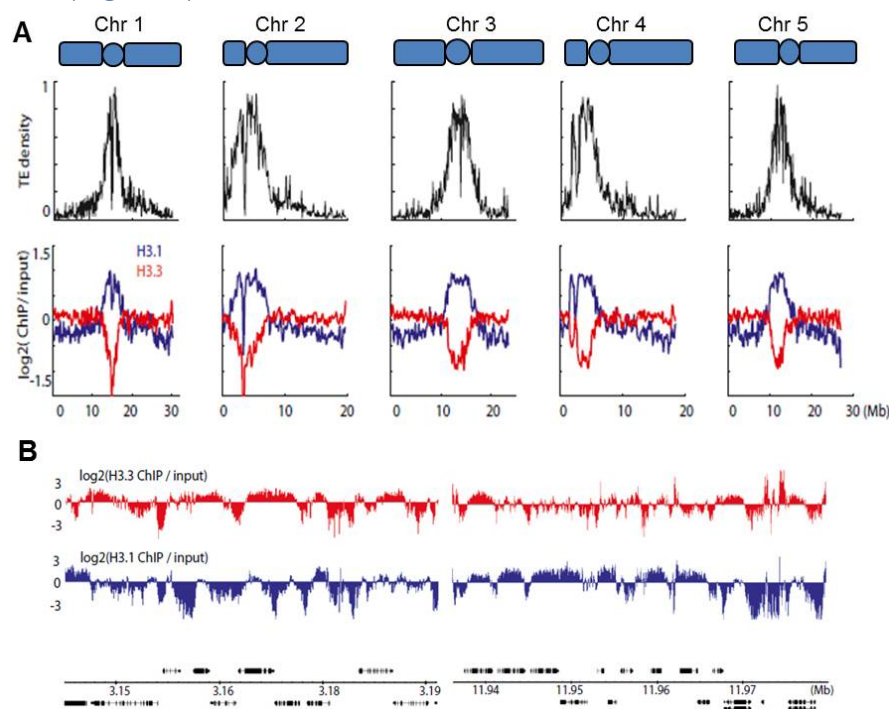 A
Chr 1 Chr 2 Chr 3 Chr 4 Chr 5
TE density
1
0
log2( ChIP / input)
1.5
0
-1.5
H3.1
H3.3
0 10 20 30 0 10 20 0 10 20 0 10 20 0 10 20 30 (Mb)
B
log2(H3.3 ChIP / input)
3
0
-3
log2(H3.1 ChIP / input)
3
0
-3
3.15 3.16 3.18 3.19 11.94 11.95 11.96 11.97 (Mb)